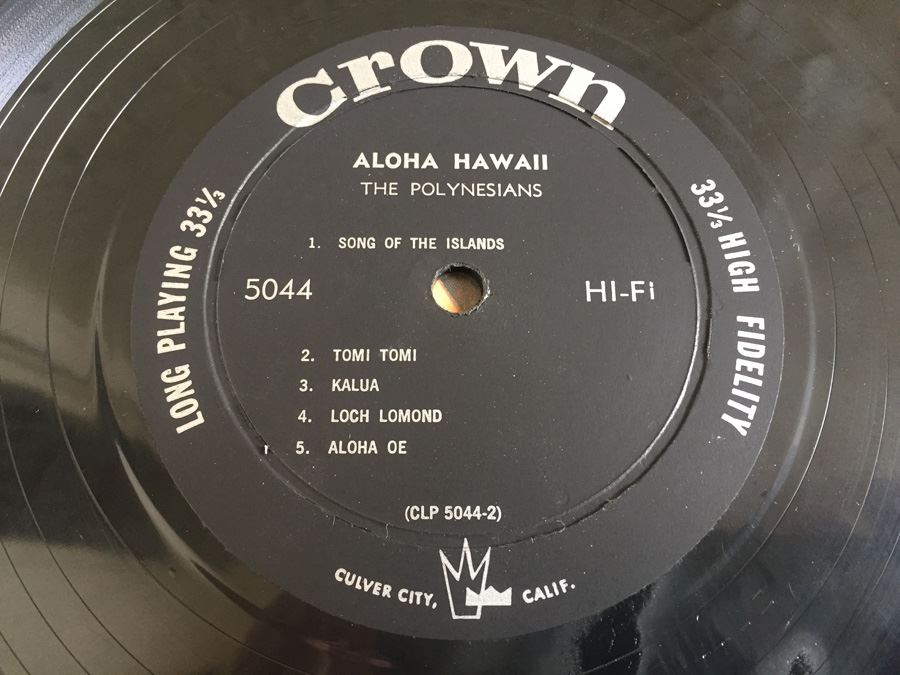 crown
ALOHA HAWAII
THE POLYNESIANS
1. SONG OF THE ISLANDS
5044
HI-Fi
2. TOMI TOMI
3. KALUA
4. LOCH LOMOND
5. ALOHA OE
(CLP 5044-2)
LONG PLAYING 33⅓
33⅓ HIGH FIDELITY
CULVER CITY, CALIF.